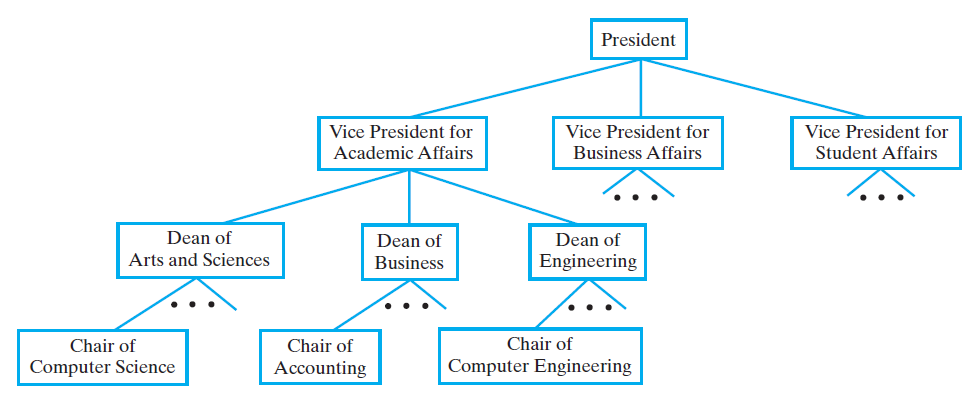 President
Vice President for
Academic Affairs
Vice President for
Business Affairs
Vice President for
Student Affairs
Dean of
Arts and Sciences
Dean of
Business
Dean of
Engineering
Chair of
Computer Science
Chair of
Accounting
Chair of
Computer Engineering